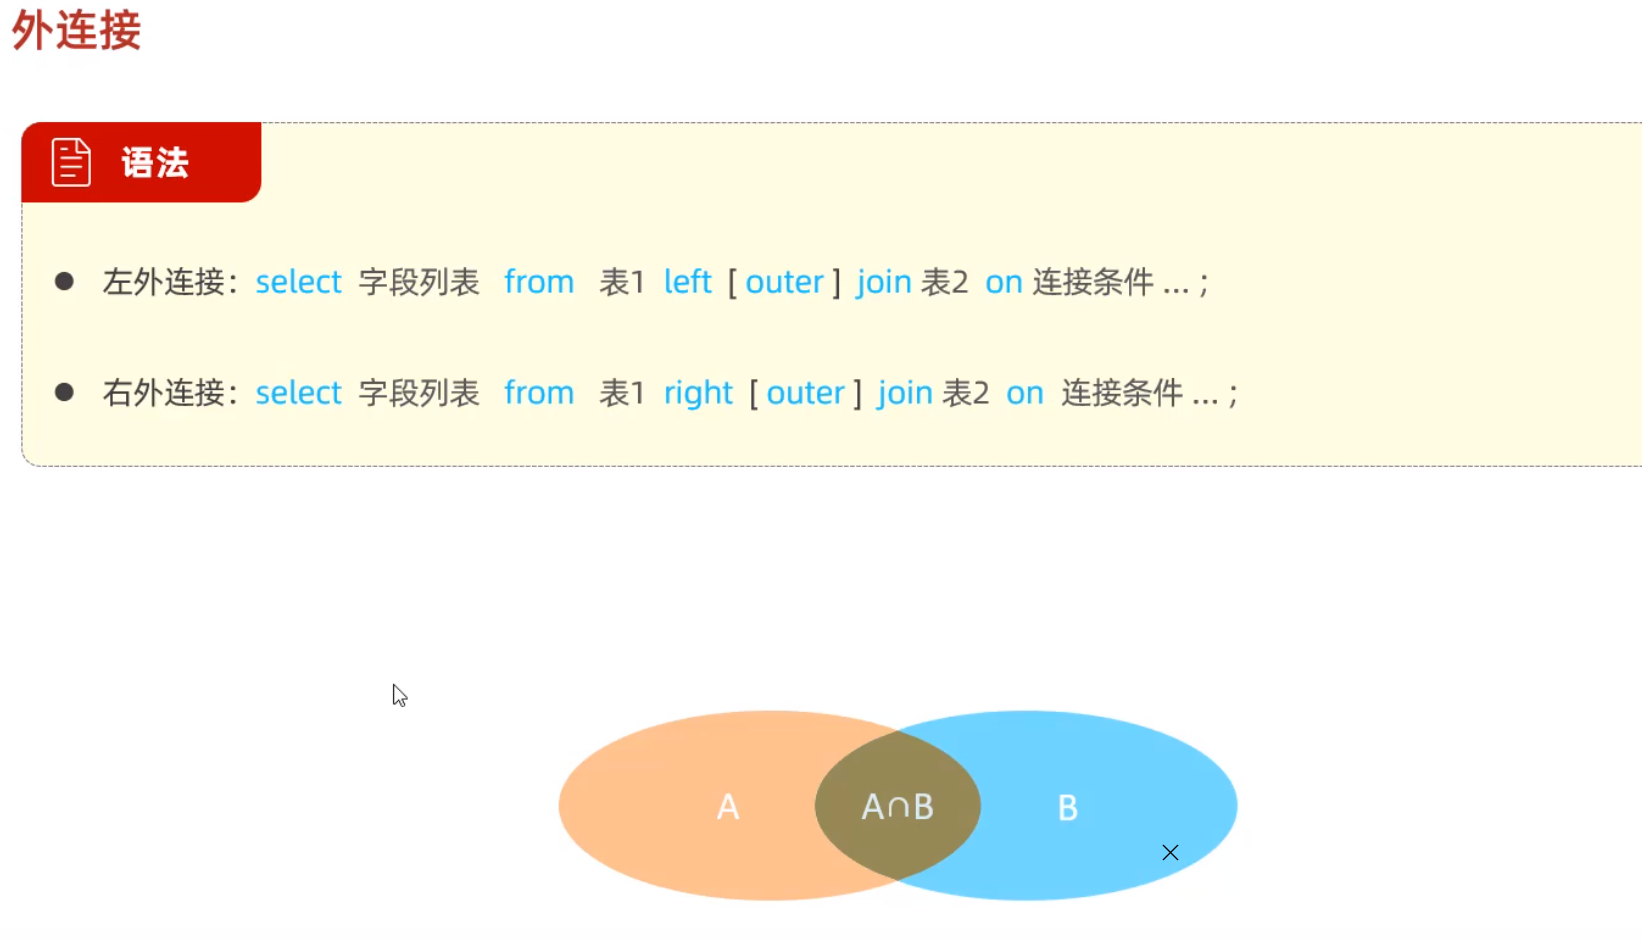 外连接
语法
左外连接：select 字段列表 from 表1 left [ outer ] join 表2 on 连接条件 ... ;
右外连接：select 字段列表 from 表1 right [ outer ] join 表2 on 连接条件 ... ;
A A∩B B